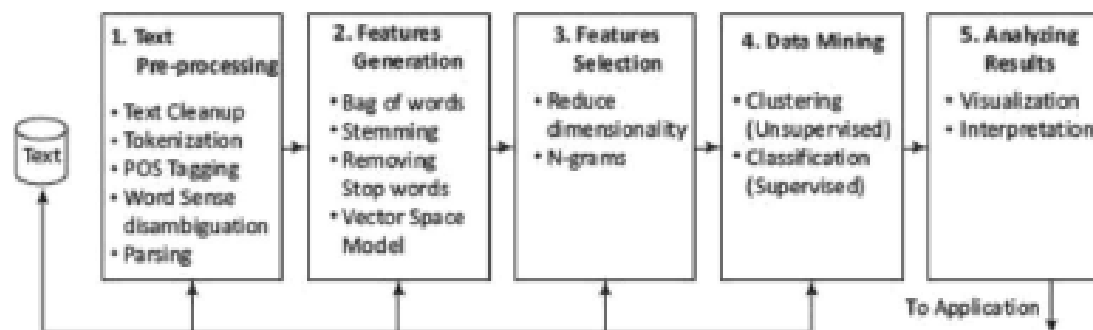 Text
1. Text
Pre-processing
• Text Cleanup
• Tokenization
• POS Tagging
• Word Sense
disambiguation
• Parsing
2. Features
Generation
• Bag of words
• Stemming
• Removing
Stop words
• Vector Space
Model
3. Features
Selection
• Reduce
dimensionality
• N-grams
4. Data Mining
• Clustering
(Unsupervised)
• Classification
(Supervised)
5. Analyzing
Results
• Visualization
• Interpretation
To Application